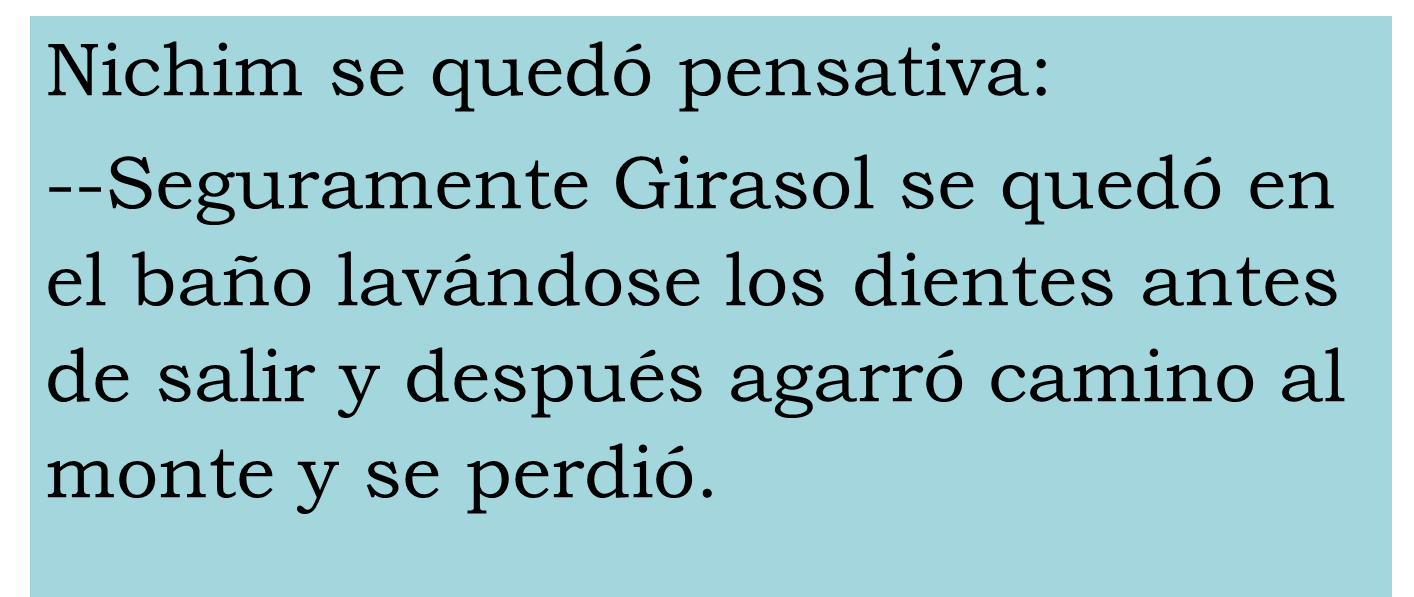 Nichim se quedó pensativa:
--Seguramente Girasol se quedó en
el baño lavándose los dientes antes
de salir y después agarró camino al
monte y se perdió.